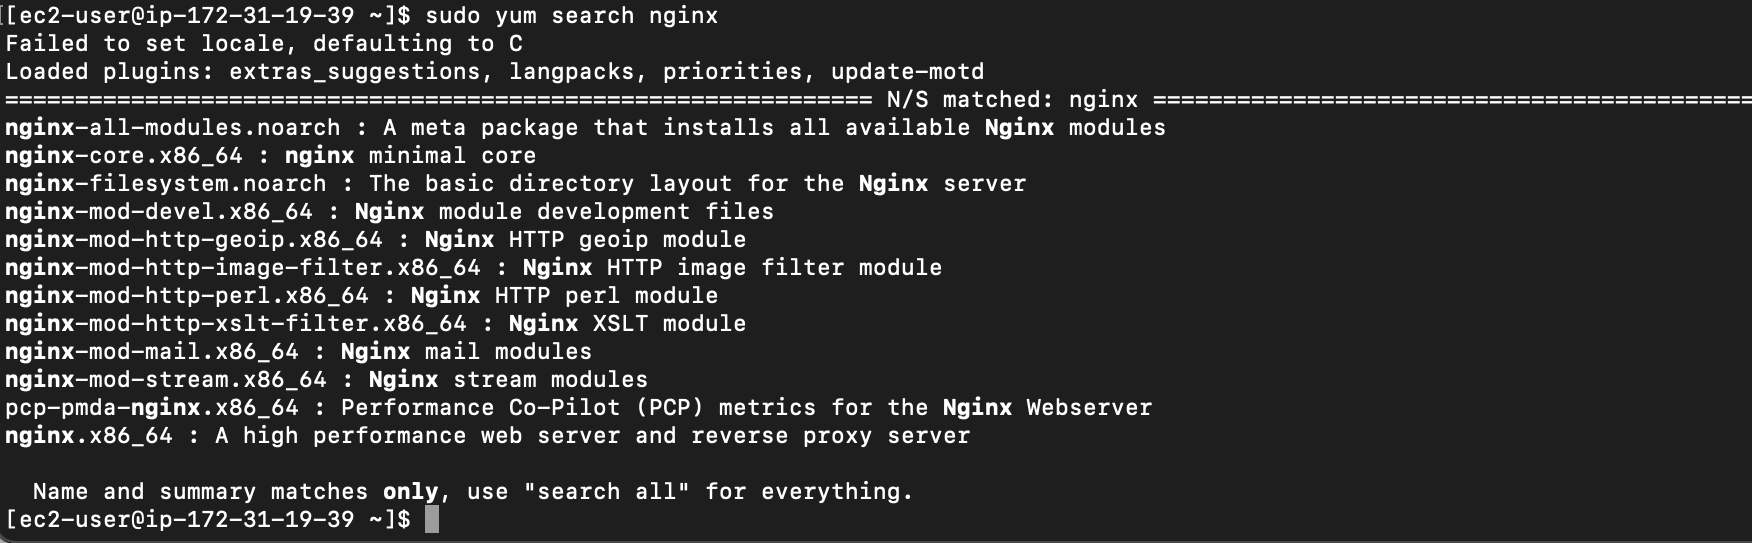 [ec2-user@ip-172-31-19-39 ~]$ sudo yum search nginx
Failed to set locale, defaulting to C
Loaded plugins: extras_suggestions, langpacks, priorities, update-motd
============================================================== N/S matched: nginx ===========================================
nginx-all-modules.noarch : A meta package that installs all available Nginx modules
nginx-core.x86_64 : nginx minimal core
nginx-filesystem.noarch : The basic directory layout for the Nginx server
nginx-mod-devel.x86_64 : Nginx module development files
nginx-mod-http-geoip.x86_64 : Nginx HTTP geoip module
nginx-mod-http-image-filter.x86_64 : Nginx HTTP image filter module
nginx-mod-http-perl.x86_64 : Nginx HTTP perl module
nginx-mod-http-xslt-filter.x86_64 : Nginx XSLT module
nginx-mod-mail.x86_64 : Nginx mail modules
nginx-mod-stream.x86_64 : Nginx stream modules
pcp-pmda-nginx.x86_64 : Performance Co-Pilot (PCP) metrics for the Nginx Webserver
nginx.x86_64 : A high performance web server and reverse proxy server

  Name and summary matches only, use "search all" for everything.
[ec2-user@ip-172-31-19-39 ~]$